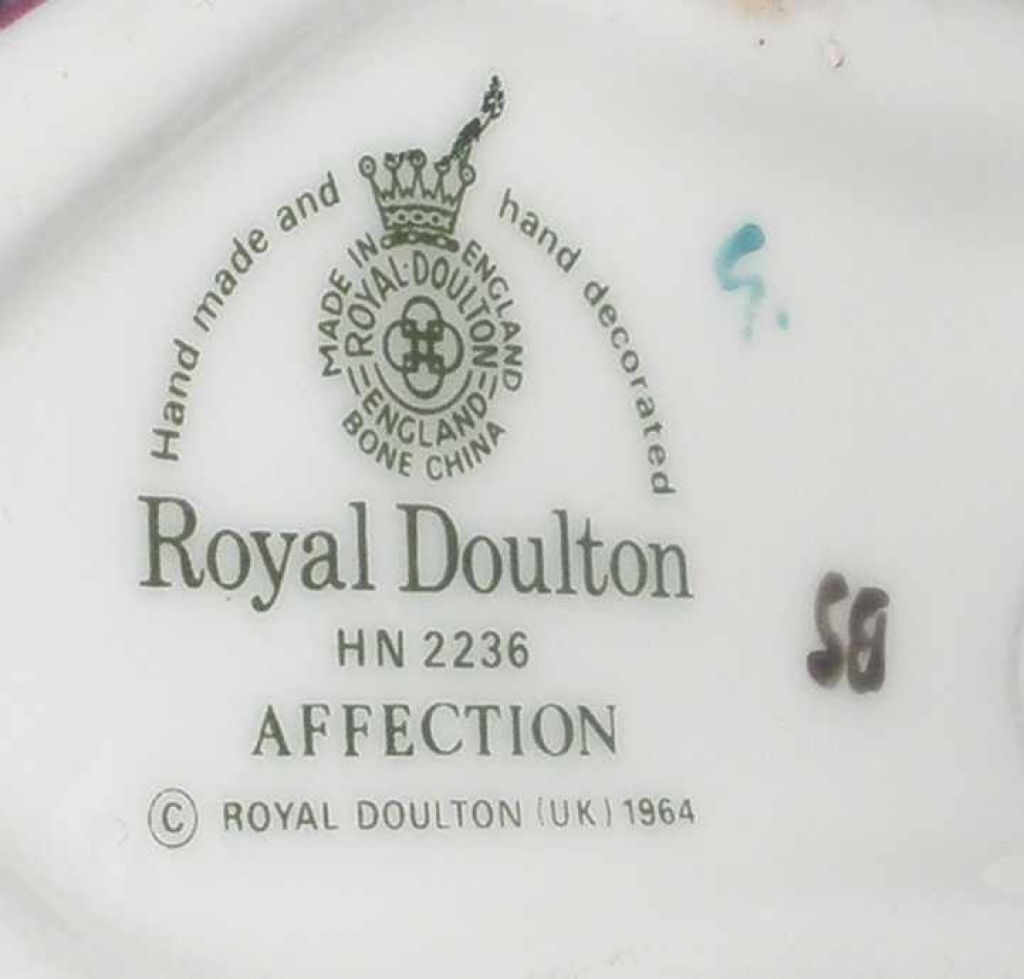 Hand made and hand decorated
MADE IN ENGLAND
ROYAL·DOULTON
ENGLAND
BONE CHINA
Royal Doulton
HN 2236
AFFECTION
© ROYAL DOULTON (UK) 1964
G.
SB